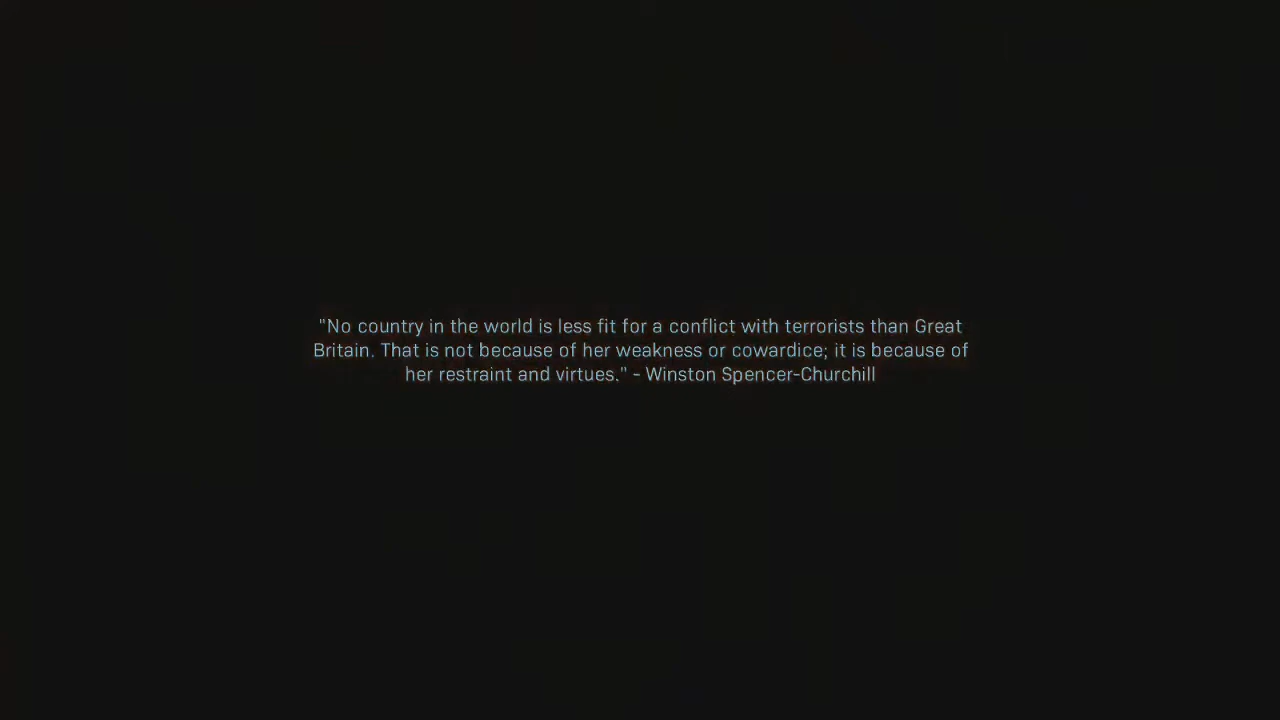 "No country in the world is less fit for a conflict with terrorists than Great
Britain. That is not because of her weakness or cowardice; it is because of
her restraint and virtues." - Winston Spencer-Churchill